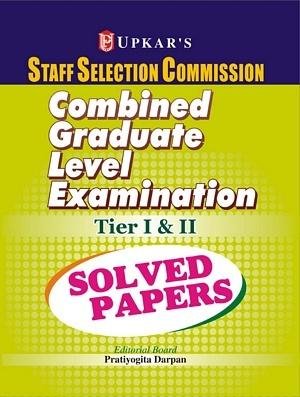 UPKAR'S
STAFF SELECTION COMMISSION
Combined
Graduate
Level
Examination
Tier I & II
SOLVED
PAPERS
Editorial Board
Pratiyogita Darpan